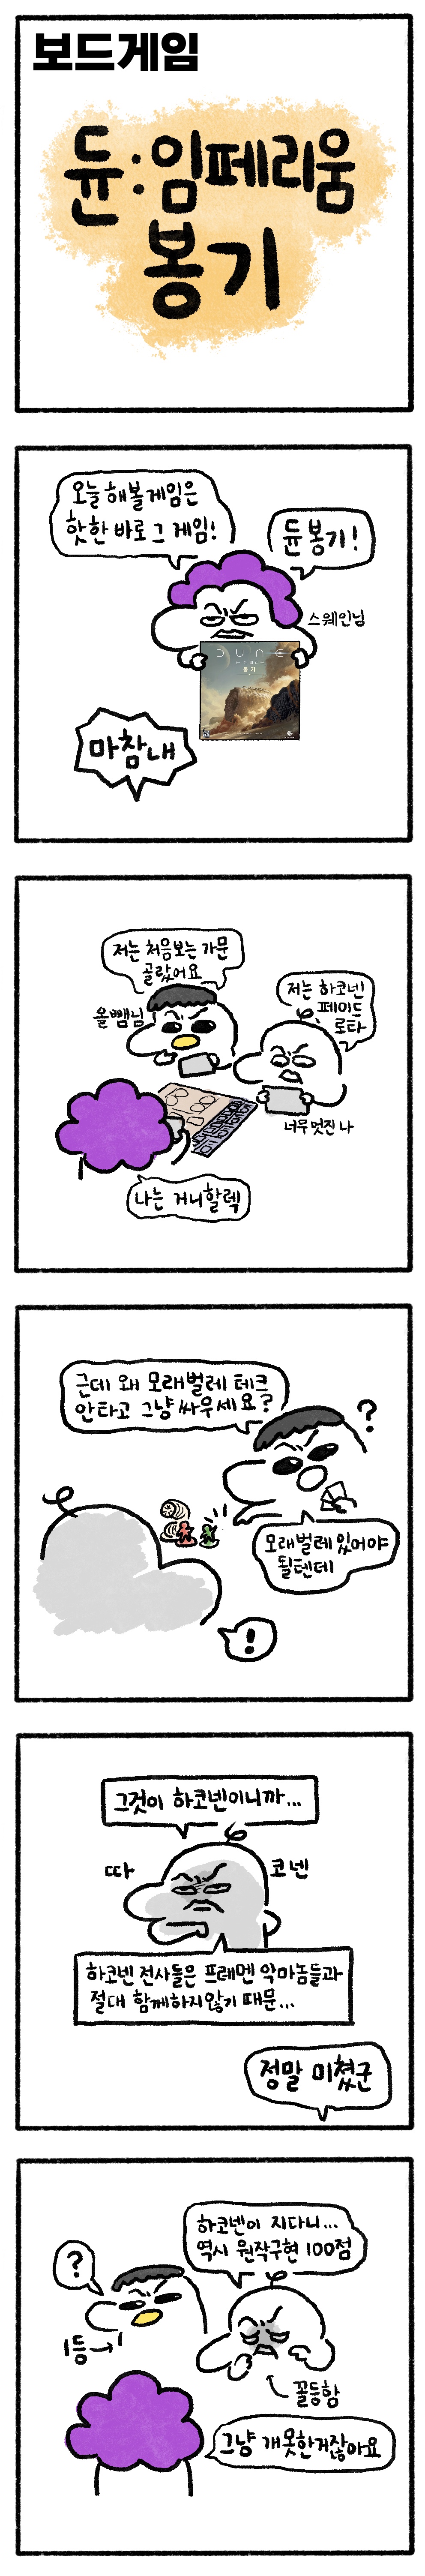 보드게임
듄:임페리움
봉기
오늘 해볼게임은
핫한 바로 그 게임!
듄 봉기!
스웨인님
DUNE
봉기
마참내
저는 처음보는 가문
골랐어요
올뺌님
저는 하코넨
페이드
로타
너무 멋진 나
나는 거니할렉
근데 왜 모래벌레 테크
안타고 그냥 싸우세요?
?
모래벌레 있어야
될텐데
!
그것이 하코넨이니까...
따
코넨
하코넨 전사들은 프레멘 악마놈들과
절대 함께하지않기 때문...
정말 미쳤군
하코넨이 지다니...
역시 원작구현 100점
?
1등→
꼴등함
그냥 개못한거잖아요